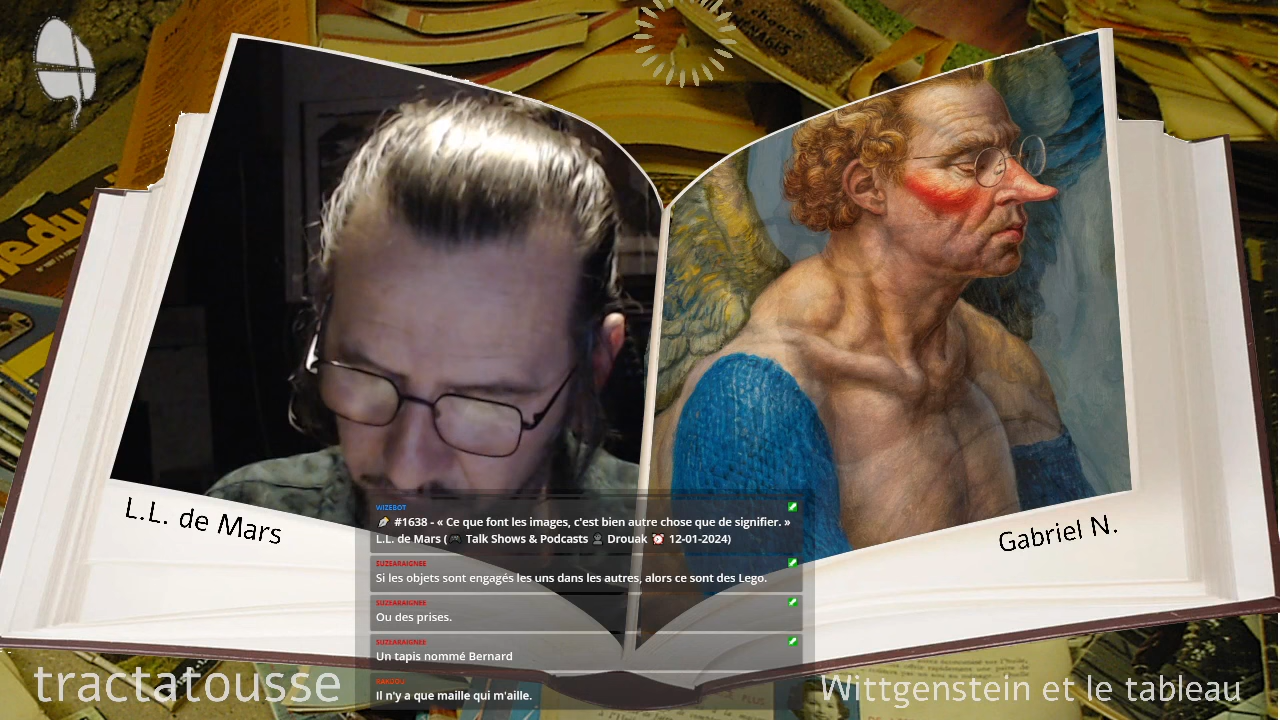 L.L. de Mars
Gabriel N.
WIZEBOT
#1638 - « Ce que font les images, c'est bien autre chose que de signifier. »
L.L. de Mars ( Talk Shows & Podcasts Drouak 12-01-2024)
SUZEARAIGNEE
Si les objets sont engagés les uns dans les autres, alors ce sont des Lego.
SUZEARAIGNEE
Ou des prises.
SUZEARAIGNEE
Un tapis nommé Bernard
Il n'y a que maille qui m'aille.
tractatousse
Wittgenstein et le tableau